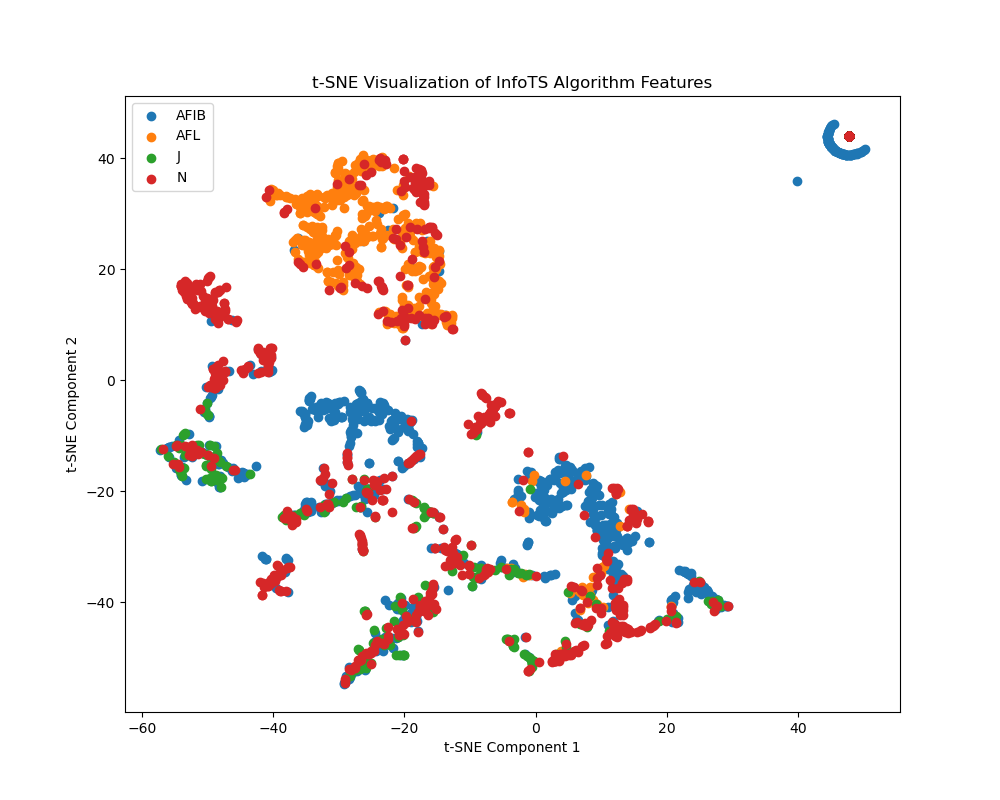 t-SNE Visualization of InfoTS Algorithm Features
AFIB
AFL
J
N
40
20
0
−20
−40
t-SNE Component 2
−60
−40
−20
0
20
40
t-SNE Component 1